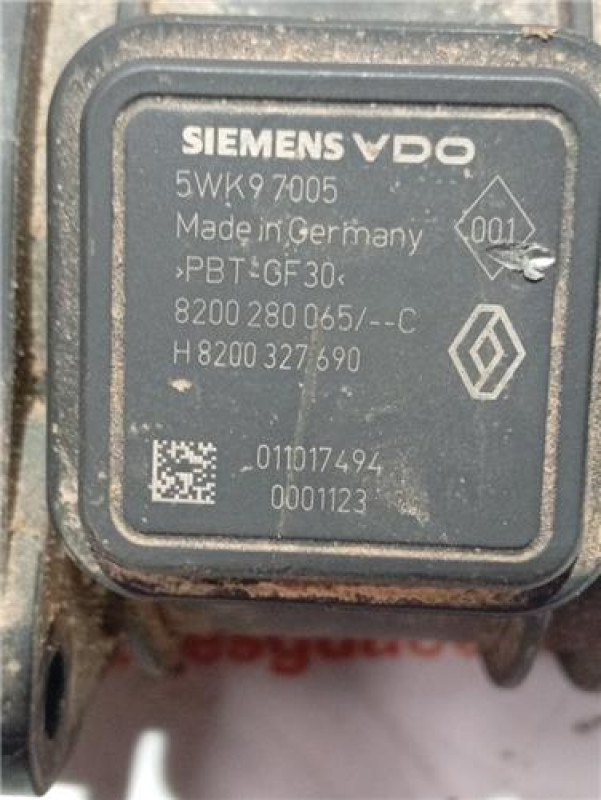 SIEMENS VDO
5WK9 7005
Made in Germany
001
>PBT-GF30<
8200 280 065/--C
H 8200 327 690
011017494
0001123